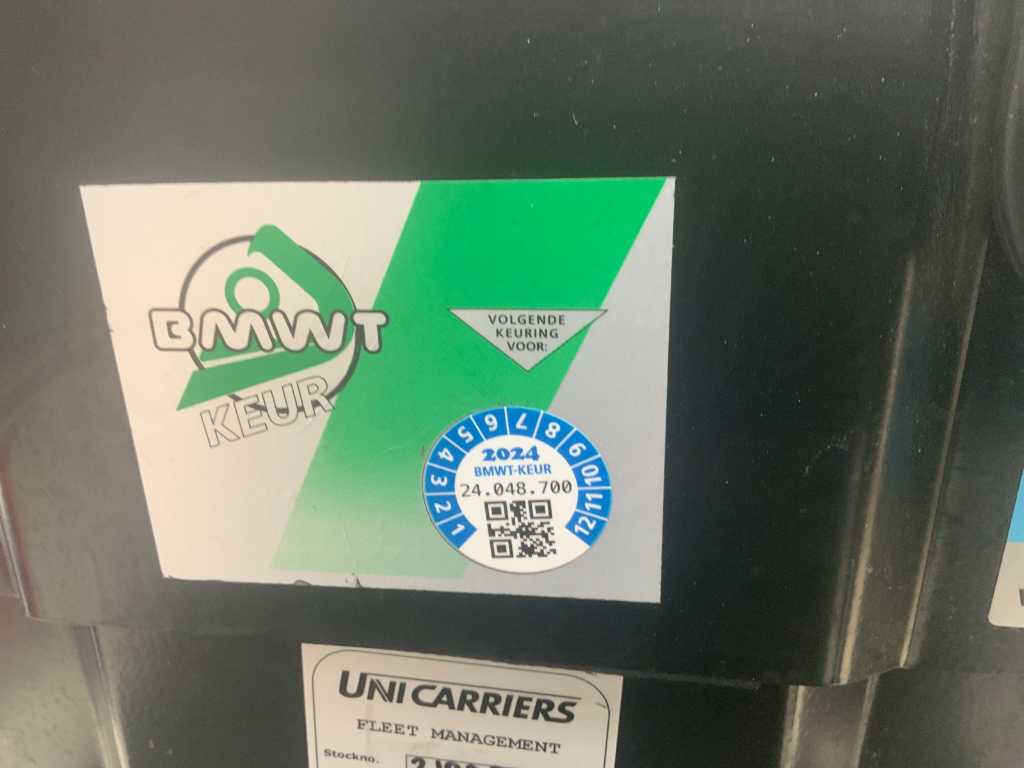 BMWT
KEUR
VOLGENDE
KEURING
VOOR:
1 2 3 4 5 6 7 8 9 10 11 12
2024
BMWT-KEUR
24.048.700
UNICARRIERS
FLEET MANAGEMENT
Stockno.